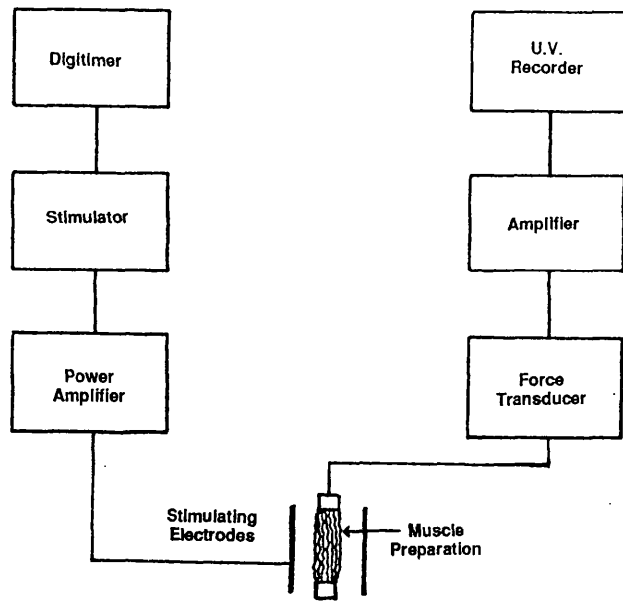 Digitimer
U.V.
Recorder
Stimulator
Amplifier
Power
Amplifier
Force
Transducer
Stimulating
Electrodes
Muscle
Preparation